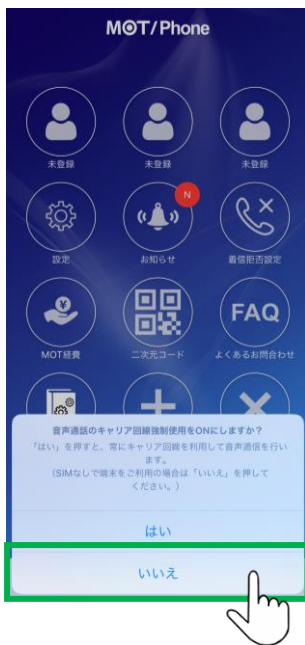 MOT/Phone
未登録 未登録 未登録
N
設定 お知らせ 着信拒否設定
FAQ
MOT経費 二次元コード よくあるお問合わせ
音声通話のキャリア回線強制使用をONにしますか？
「はい」を押すと、常にキャリア回線を利用して音声通信を行い
ます。
（SIMなしで端末をご利用の場合は「いいえ」を押して
ください。）
はい
いいえ